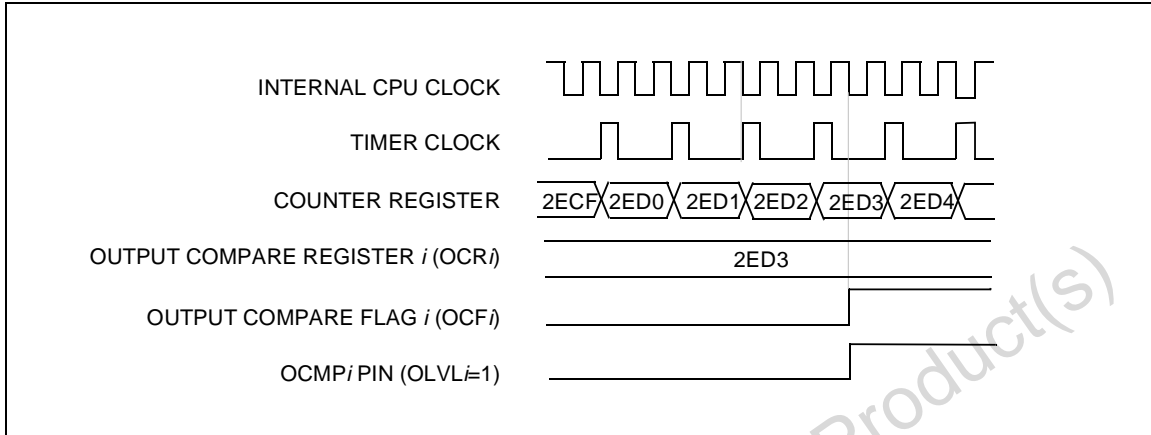 INTERNAL CPU CLOCK
TIMER CLOCK
COUNTER REGISTER 2ECF 2ED0 2ED1 2ED2 2ED3 2ED4
OUTPUT COMPARE REGISTER i (OCRi) 2ED3
OUTPUT COMPARE FLAG i (OCFi)
OCMPi PIN (OLVLi=1)
Product(s)